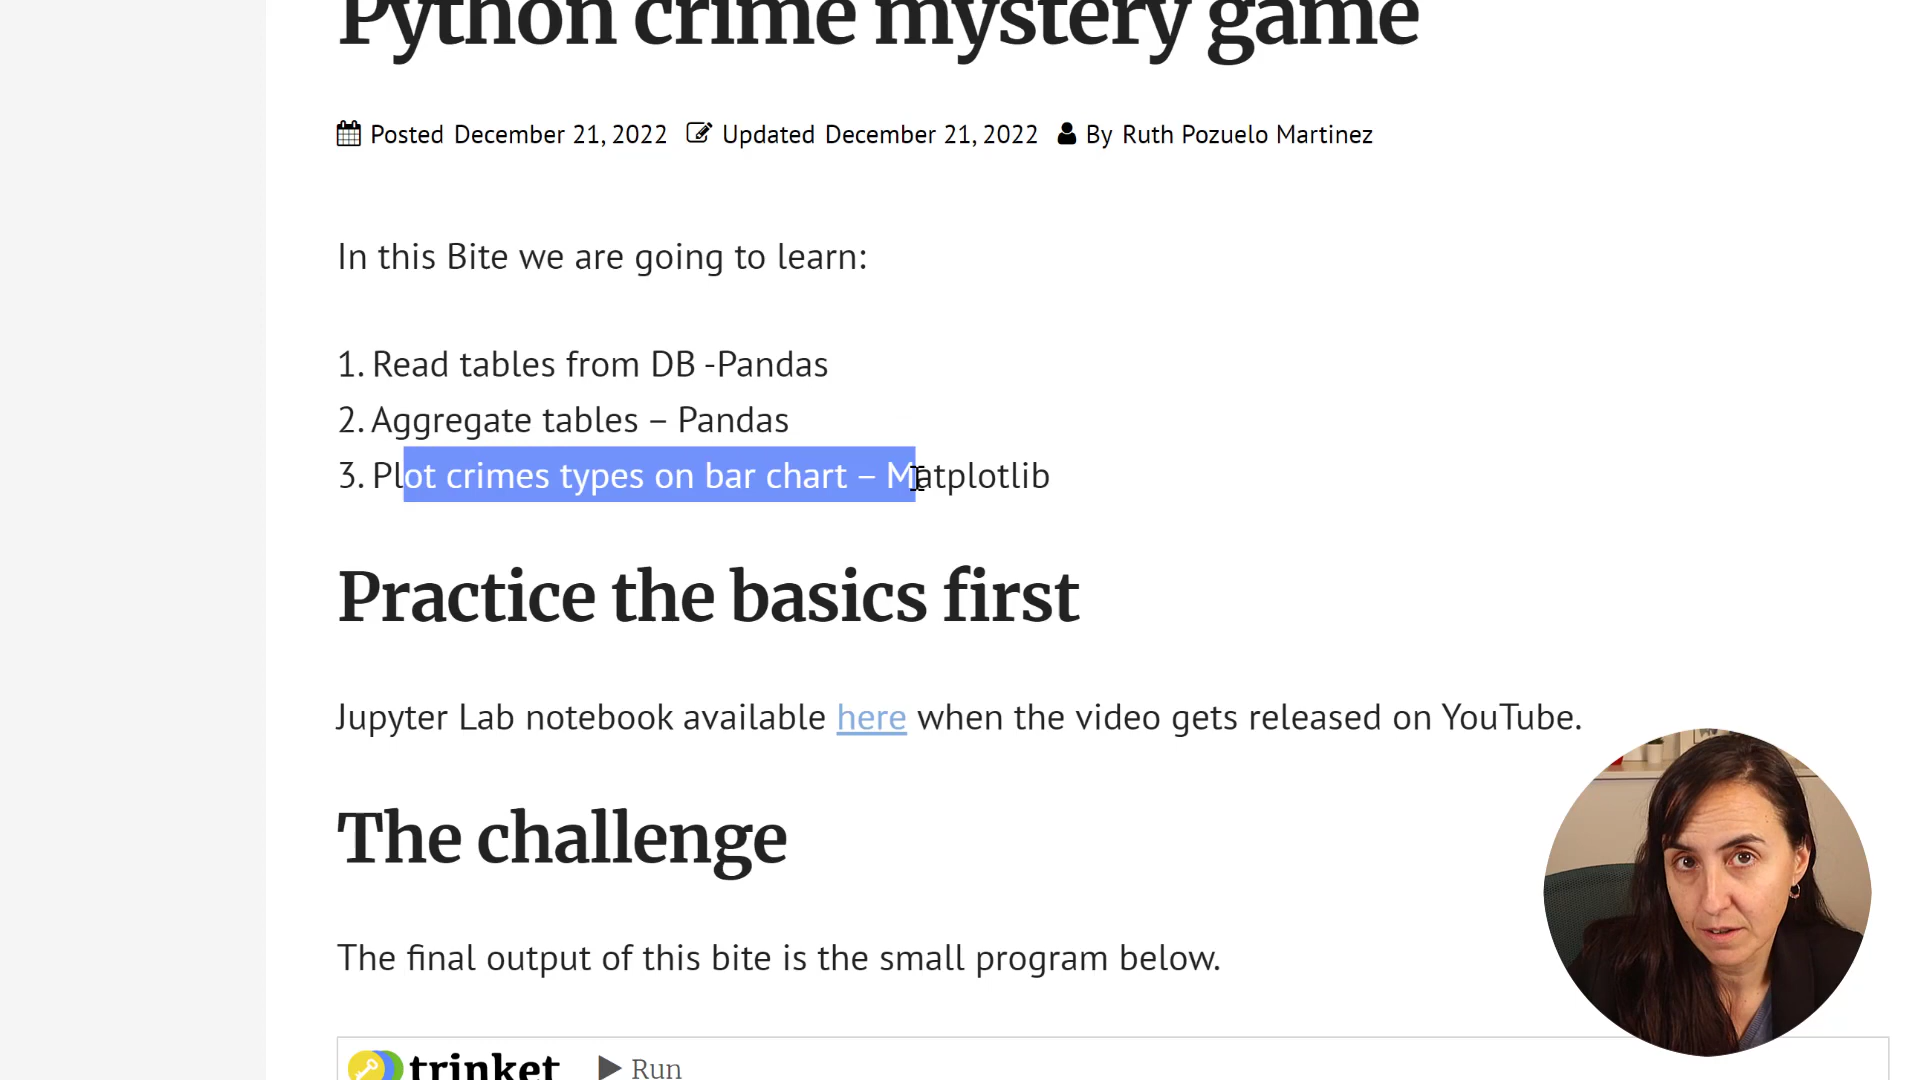 Python crime mystery game
Posted December 21, 2022 Updated December 21, 2022 By Ruth Pozuelo Martinez
In this Bite we are going to learn:
1. Read tables from DB -Pandas
2. Aggregate tables – Pandas
3. Plot crimes types on bar chart – Matplotlib
Practice the basics first
Jupyter Lab notebook available here when the video gets released on YouTube.
The challenge
The final output of this bite is the small program below.
trinket Run